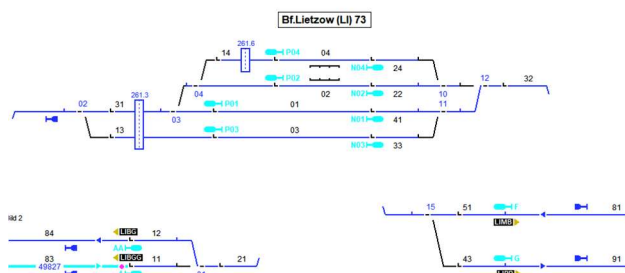 Bf.Lietzow (LI) 73
261.6
14 P04 04
N04 24
P02
261.3 04 02 N02 22 10 12 32
02 31 P01 01 11
03 N01 41
13 P03 03
N03 33
ild 2
15 51 F 81
LIMB
84 LIBG 12
AA
83 LIBGG 11 21
49827
43 G 91